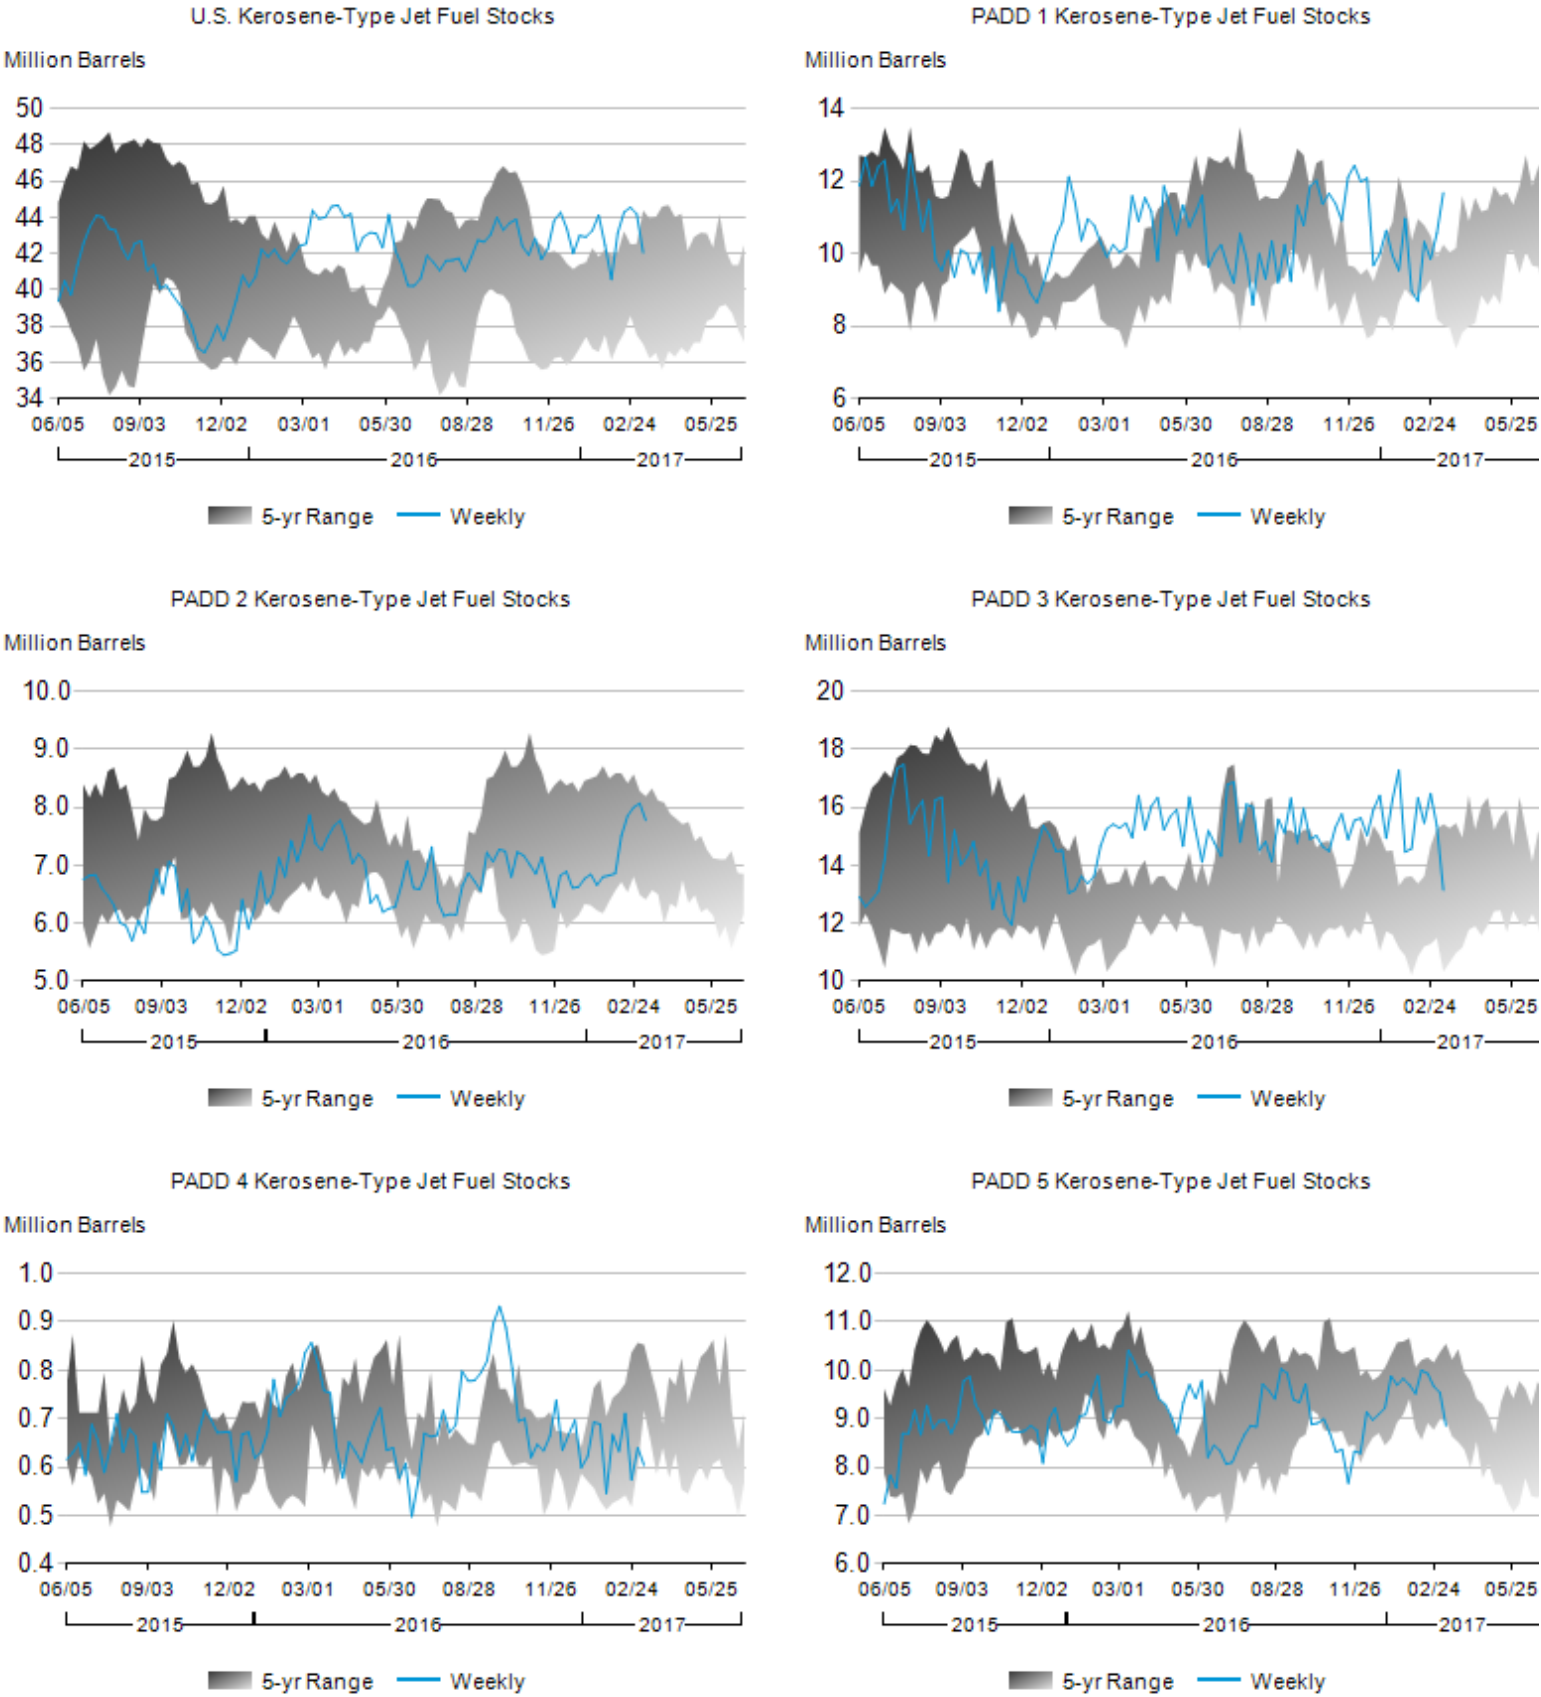 U.S. Kerosene-Type Jet Fuel Stocks
Million Barrels
50
48
46
44
42
40
38
36
34
06/05 09/03 12/02 03/01 05/30 08/28 11/26 02/24 05/25
2015 2016 2017
5-yr Range Weekly
PADD 1 Kerosene-Type Jet Fuel Stocks
Million Barrels
14
12
10
8
6
06/05 09/03 12/02 03/01 05/30 08/28 11/26 02/24 05/25
2015 2016 2017
5-yr Range Weekly
PADD 2 Kerosene-Type Jet Fuel Stocks
Million Barrels
10.0
9.0
8.0
7.0
6.0
5.0
06/05 09/03 12/02 03/01 05/30 08/28 11/26 02/24 05/25
2015 2016 2017
5-yr Range Weekly
PADD 3 Kerosene-Type Jet Fuel Stocks
Million Barrels
20
18
16
14
12
10
06/05 09/03 12/02 03/01 05/30 08/28 11/26 02/24 05/25
2015 2016 2017
5-yr Range Weekly
PADD 4 Kerosene-Type Jet Fuel Stocks
Million Barrels
1.0
0.9
0.8
0.7
0.6
0.5
0.4
06/05 09/03 12/02 03/01 05/30 08/28 11/26 02/24 05/25
2015 2016 2017
5-yr Range Weekly
PADD 5 Kerosene-Type Jet Fuel Stocks
Million Barrels
12.0
11.0
10.0
9.0
8.0
7.0
6.0
06/05 09/03 12/02 03/01 05/30 08/28 11/26 02/24 05/25
2015 2016 2017
5-yr Range Weekly